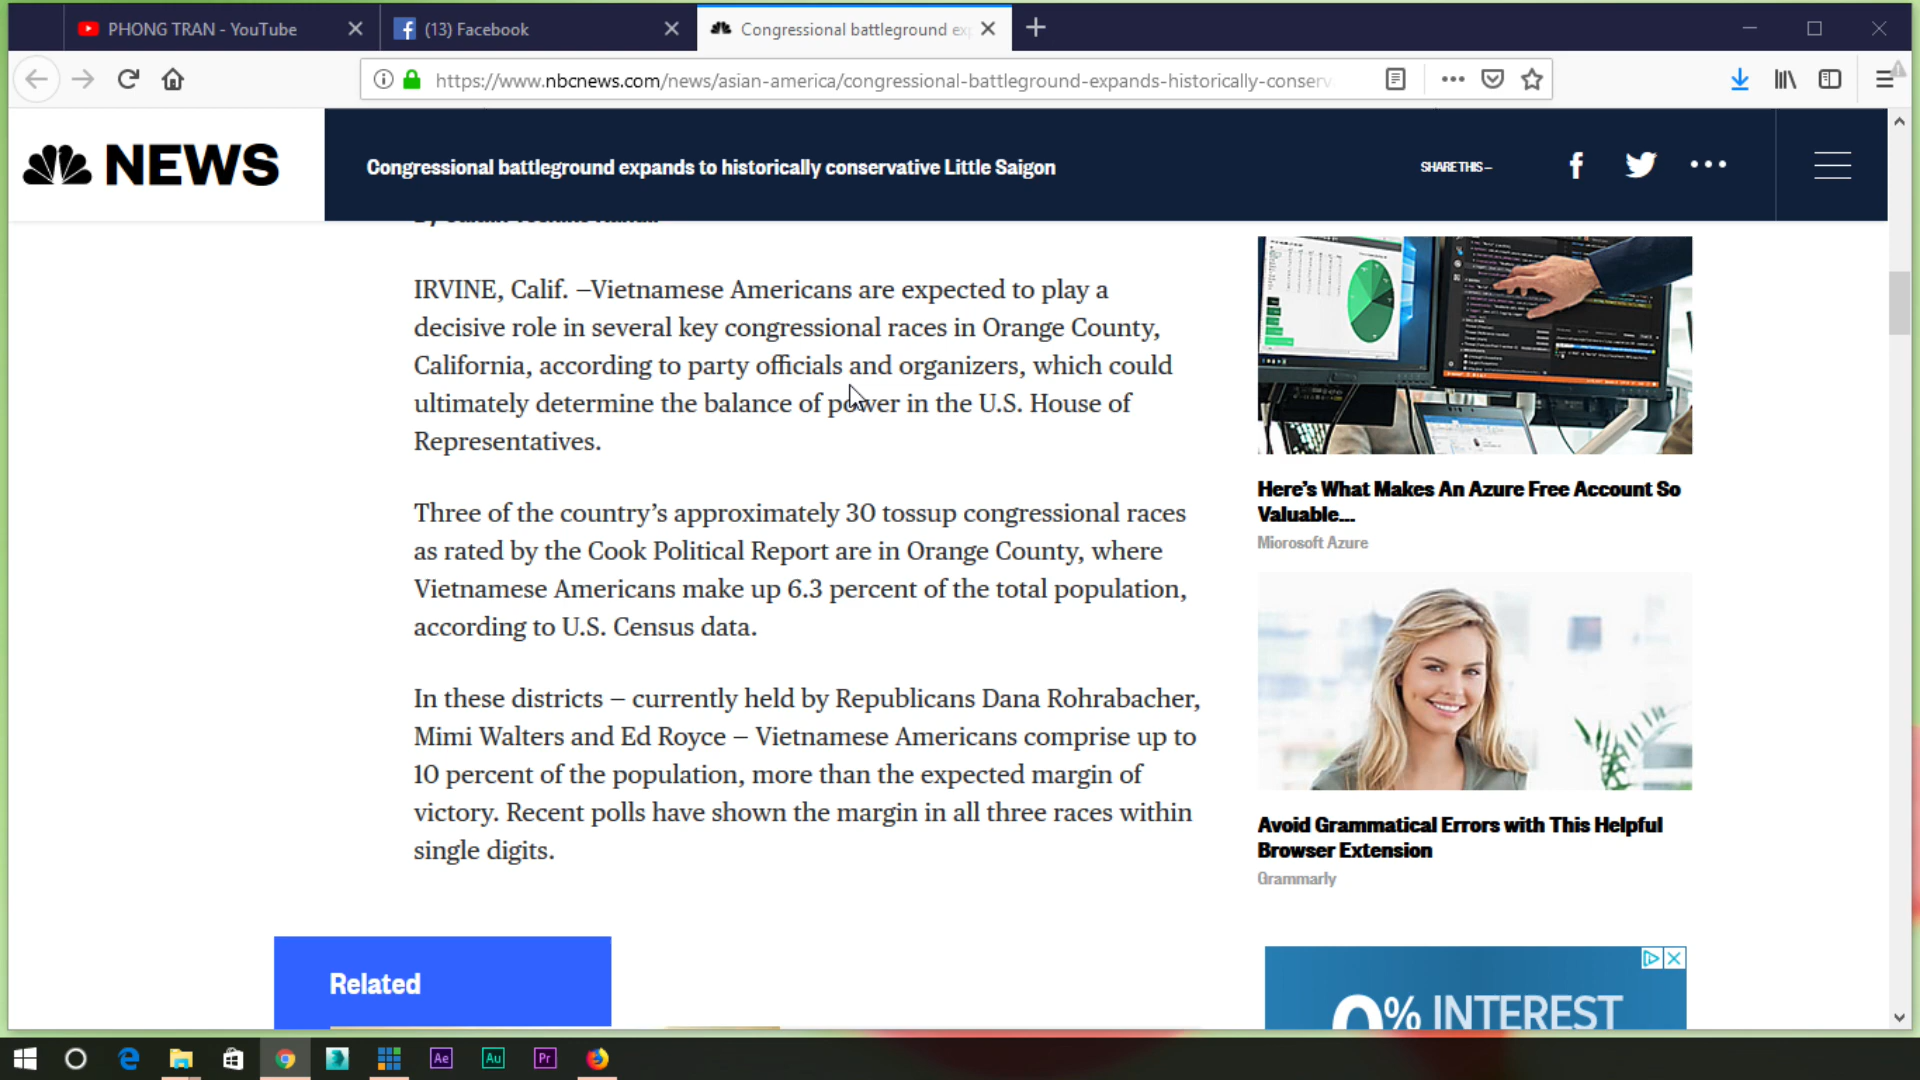 PHONG TRAN - YouTube
(13) Facebook
Congressional battleground ex
https://www.nbcnews.com/news/asian-america/congressional-battleground-expands-historically-conserv
NEWS
Congressional battleground expands to historically conservative Little Saigon
SHARE THIS —
IRVINE, Calif. —Vietnamese Americans are expected to play a
decisive role in several key congressional races in Orange County,
California, according to party officials and organizers, which could
ultimately determine the balance of power in the U.S. House of
Representatives.
Three of the country's approximately 30 tossup congressional races
as rated by the Cook Political Report are in Orange County, where
Vietnamese Americans make up 6.3 percent of the total population,
according to U.S. Census data.
In these districts — currently held by Republicans Dana Rohrabacher,
Mimi Walters and Ed Royce — Vietnamese Americans comprise up to
10 percent of the population, more than the expected margin of
victory. Recent polls have shown the margin in all three races within
single digits.
Related
Here's What Makes An Azure Free Account So
Valuable...
Microsoft Azure
Avoid Grammatical Errors with This Helpful
Browser Extension
Grammarly
0% INTEREST
Ae
Au
Pr